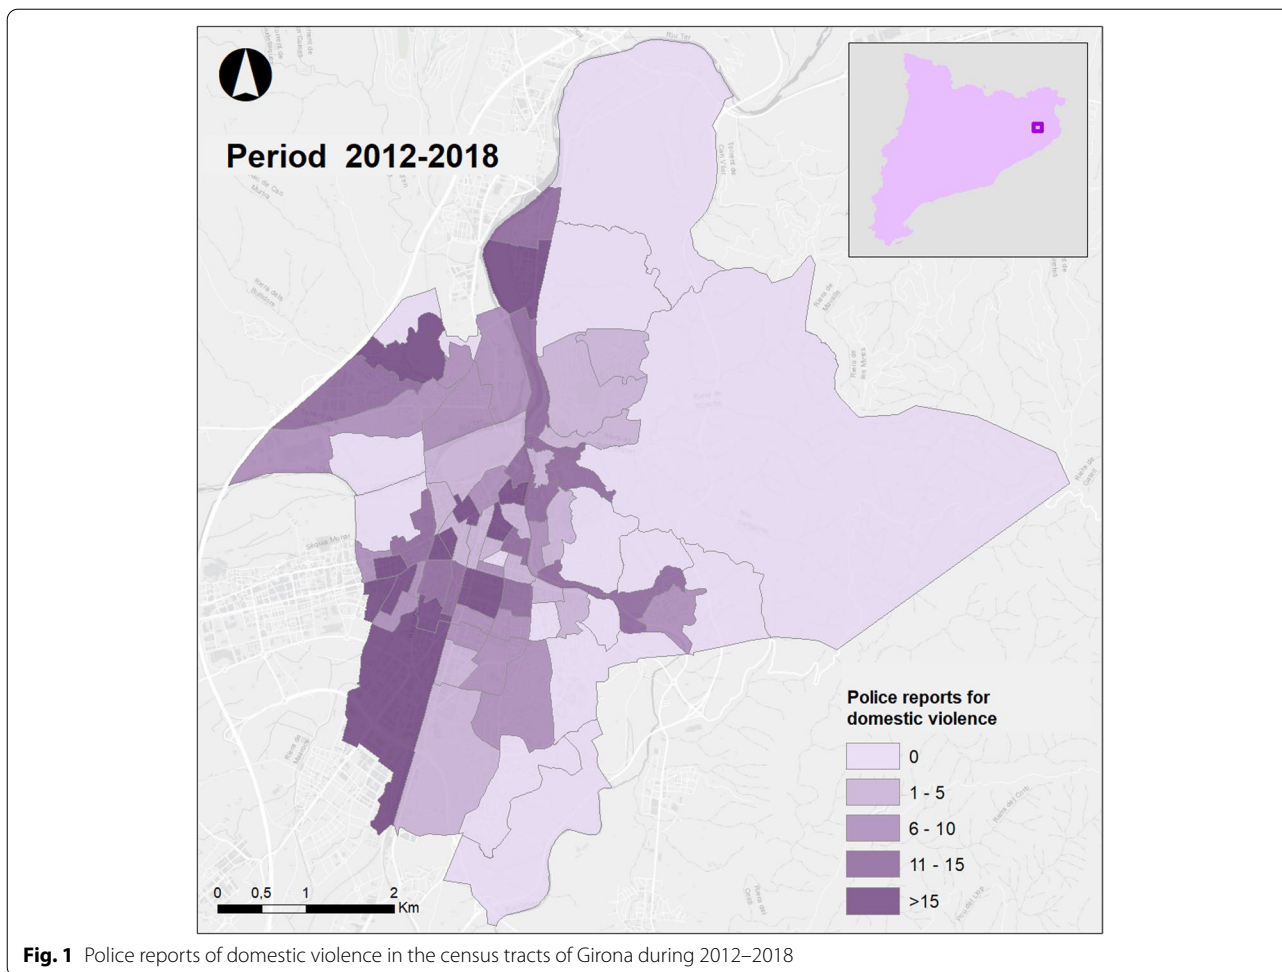 Riu Ter
Period 2012-2018
Police reports for
domestic violence
0
1 - 5
6 - 10
11 - 15
>15
0 0,5 1 2
Km
Fig. 1 Police reports of domestic violence in the census tracts of Girona during 2012–2018